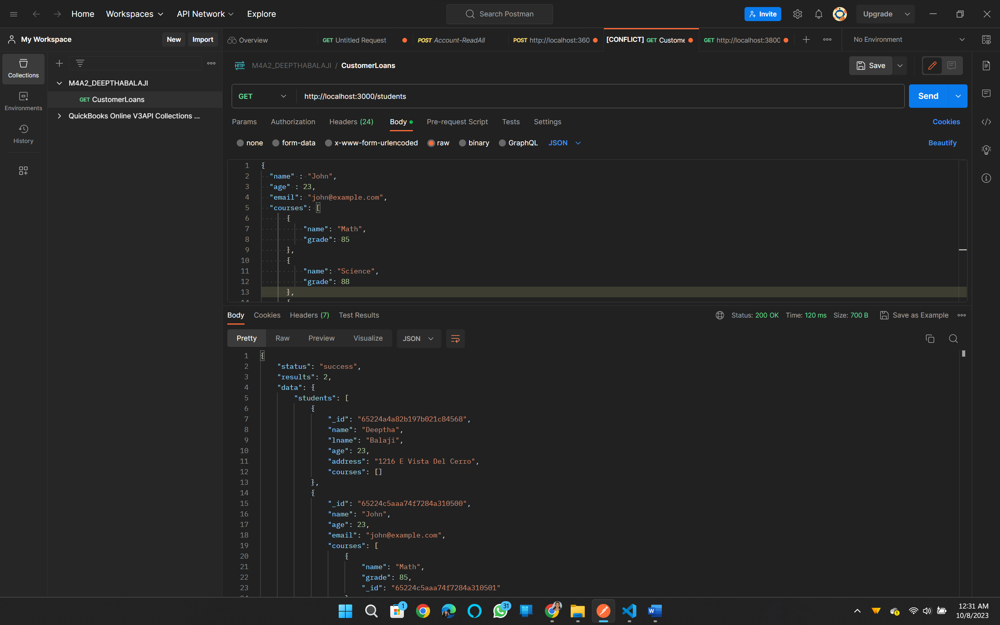 Home Workspaces API Network Explore Search Postman Invite Upgrade
My Workspace New Import Overview GET Untitled Request POST Account-ReadAll POST http://localhost:360 [CONFLICT] GET Custome GET http://localhost:3800 No Environment
Collections
Environments
History
M4A2_DEEPTHABALAJI
GET CustomerLoans
QuickBooks Online V3API Collections ...
HTTP M4A2_DEEPTHABALAJI / CustomerLoans Save
GET http://localhost:3000/students Send
Params Authorization Headers (24) Body Pre-request Script Tests Settings Cookies
none form-data x-www-form-urlencoded raw binary GraphQL JSON Beautify
1 {
2 "name" : "John",
3 "age" : 23,
4 "email": "john@example.com",
5 "courses": [
6 {
7 "name": "Math",
8 "grade": 85
9 },
10 {
11 "name": "Science",
12 "grade": 88
13 },
14 {
Body Cookies Headers (7) Test Results Status: 200 OK Time: 120 ms Size: 700 B Save as Example
Pretty Raw Preview Visualize JSON
1 {
2 "status": "success",
3 "results": 2,
4 "data": {
5 "students": [
6 {
7 "_id": "65224a4a82b197b021c84568",
8 "name": "Deeptha",
9 "lname": "Balaji",
10 "age": 23,
11 "address": "1216 E Vista Del Cerro",
12 "courses": []
13 },
14 {
15 "_id": "65224c5aaa74f7284a310500",
16 "name": "John",
17 "age": 23,
18 "email": "john@example.com",
19 "courses": [
20 {
21 "name": "Math",
22 "grade": 85,
23 "_id": "65224c5aaa74f7284a310501"
1 31 W 12:31 AM
10/8/2023